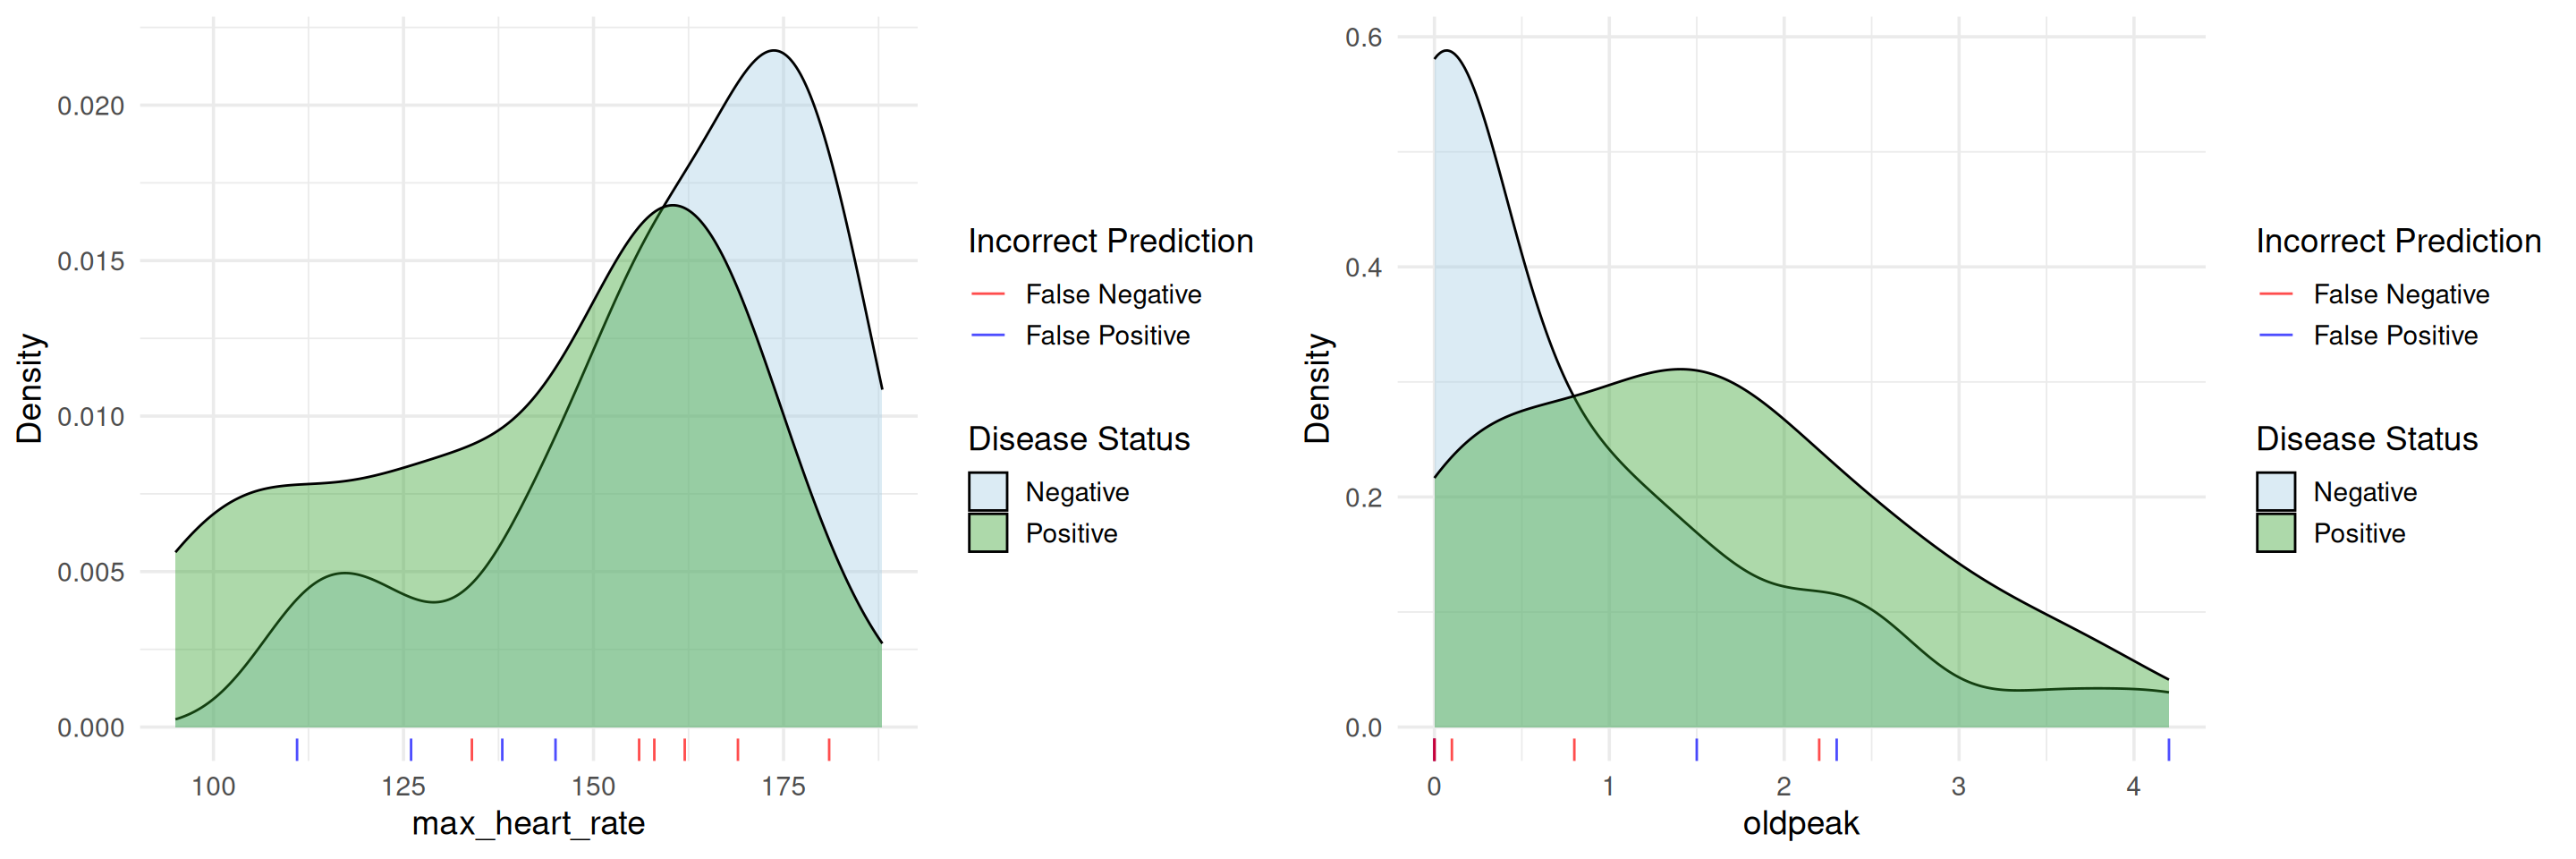 0.020
0.015
0.010
0.005
0.000
Density
100 125 150 175
max_heart_rate
Incorrect Prediction
False Negative
False Positive
Disease Status
Negative
Positive
0.6
0.4
0.2
0.0
Density
0 1 2 3 4
oldpeak
Incorrect Prediction
False Negative
False Positive
Disease Status
Negative
Positive